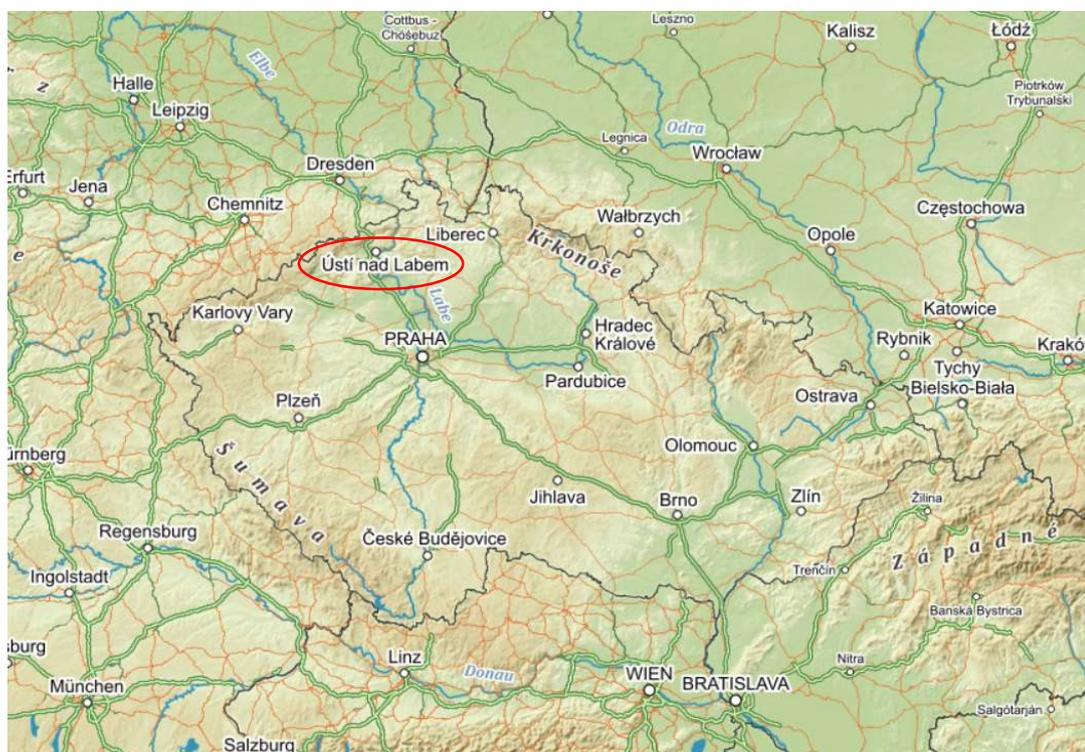 Cottbus -
Chóśebuz
Leszno
Kalisz
Łódź
Elbe
Halle
Leipzig
Piotrków
Trybunalski
Legnica
Odra
Wrocław
Dresden
Erfurt
Jena
Chemnitz
Częstochowa
Liberec
Wałbrzych
Krkonoše
Opole
Ústí nad Labem
Labe
Karlovy Vary
Katowice
PRAHA
Hradec
Králové
Rybnik
Tychy
Kraków
Pardubice
Bielsko-Biała
Plzeň
Ostrava
Olomouc
Šumava
Jihlava
Brno
Zlín
Žilina
Regensburg
České Budějovice
Západné
Trenčín
Ingolstadt
Banská Bystrica
Linz
Donau
WIEN
BRATISLAVA
Nitra
München
Salgótarján
Salzburg